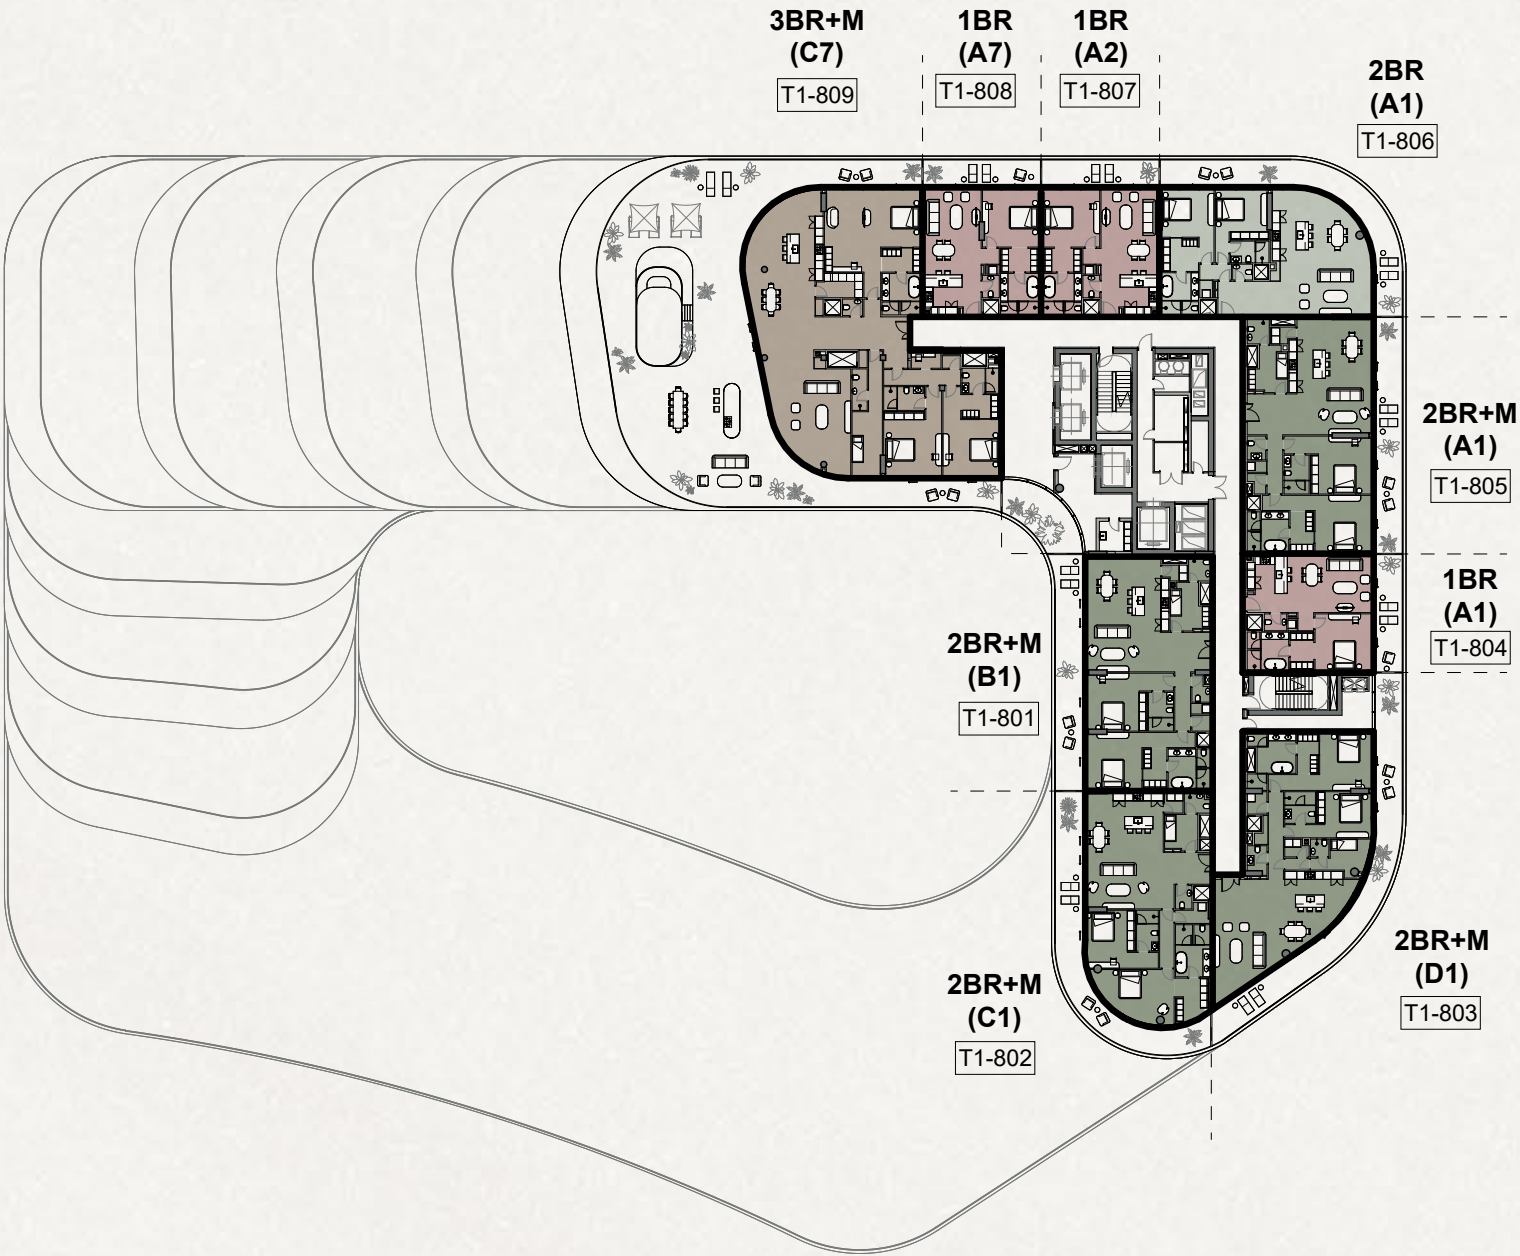 3BR+M
(C7)
T1-809
1BR
(A7)
T1-808
1BR
(A2)
T1-807
2BR
(A1)
T1-806
2BR+M
(A1)
T1-805
1BR
(A1)
T1-804
2BR+M
(B1)
T1-801
2BR+M
(D1)
T1-803
2BR+M
(C1)
T1-802